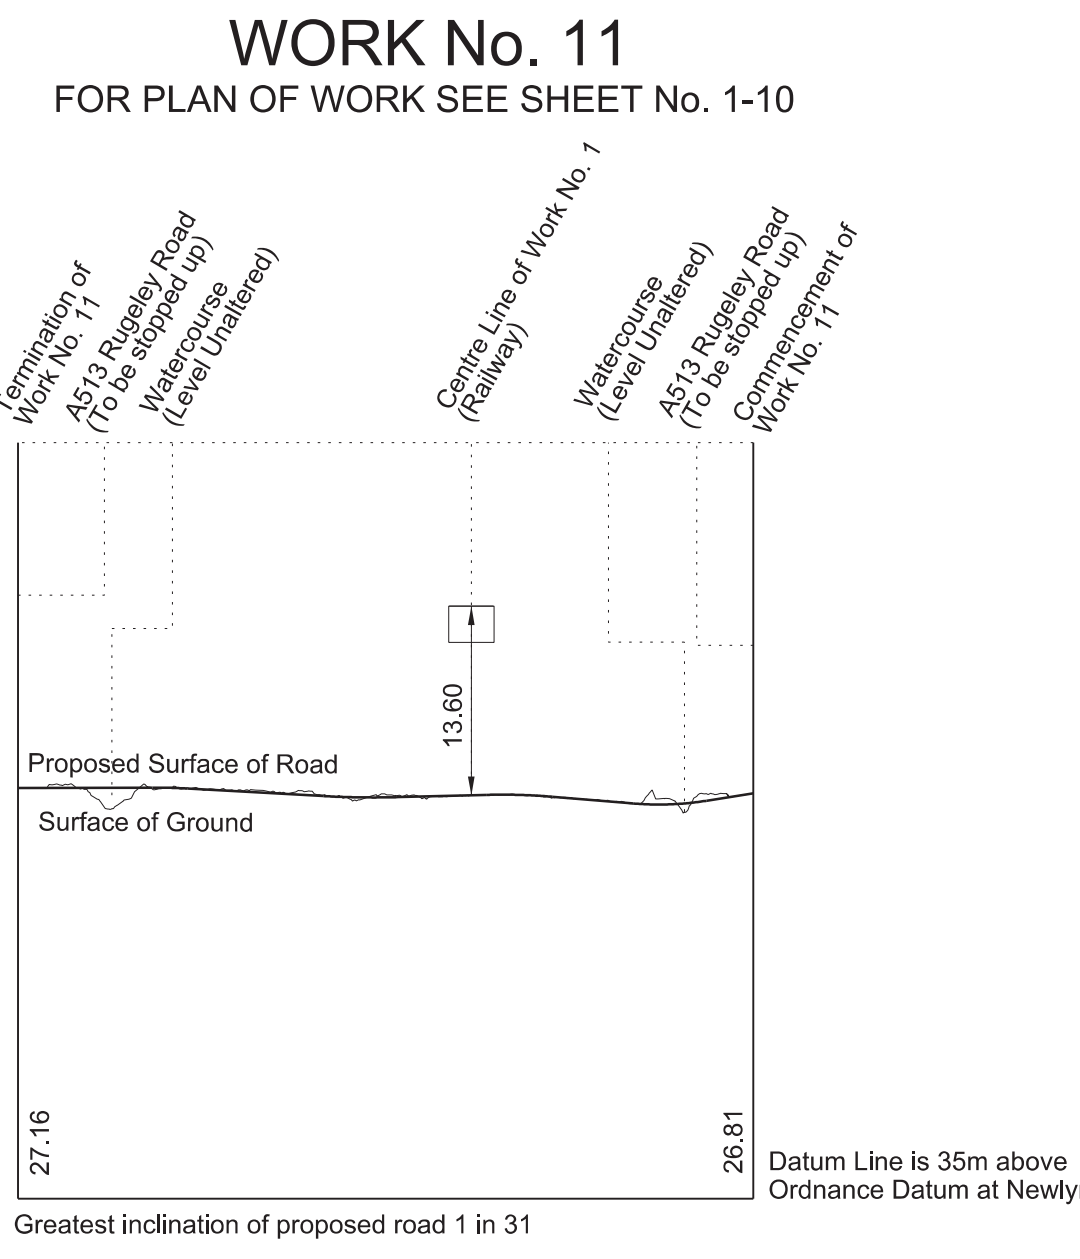 WORK No. 11
FOR PLAN OF WORK SEE SHEET No. 1-10
Termination of
Work No. 11
A513 Rugeley Road
(To be stopped up)
Watercourse
(Level Unaltered)
Centre Line of Work No. 1
(Railway)
Watercourse
(Level Unaltered)
A513 Rugeley Road
(To be stopped up)
Commencement of
Work No. 11
13.60
Proposed Surface of Road
Surface of Ground
27.16
26.81
Datum Line is 35m above
Ordnance Datum at Newly
Greatest inclination of proposed road 1 in 31